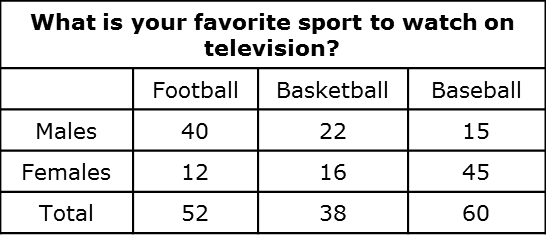 What is your favorite sport to watch on
television?
Football Basketball Baseball
Males 40 22 15
Females 12 16 45
Total 52 38 60